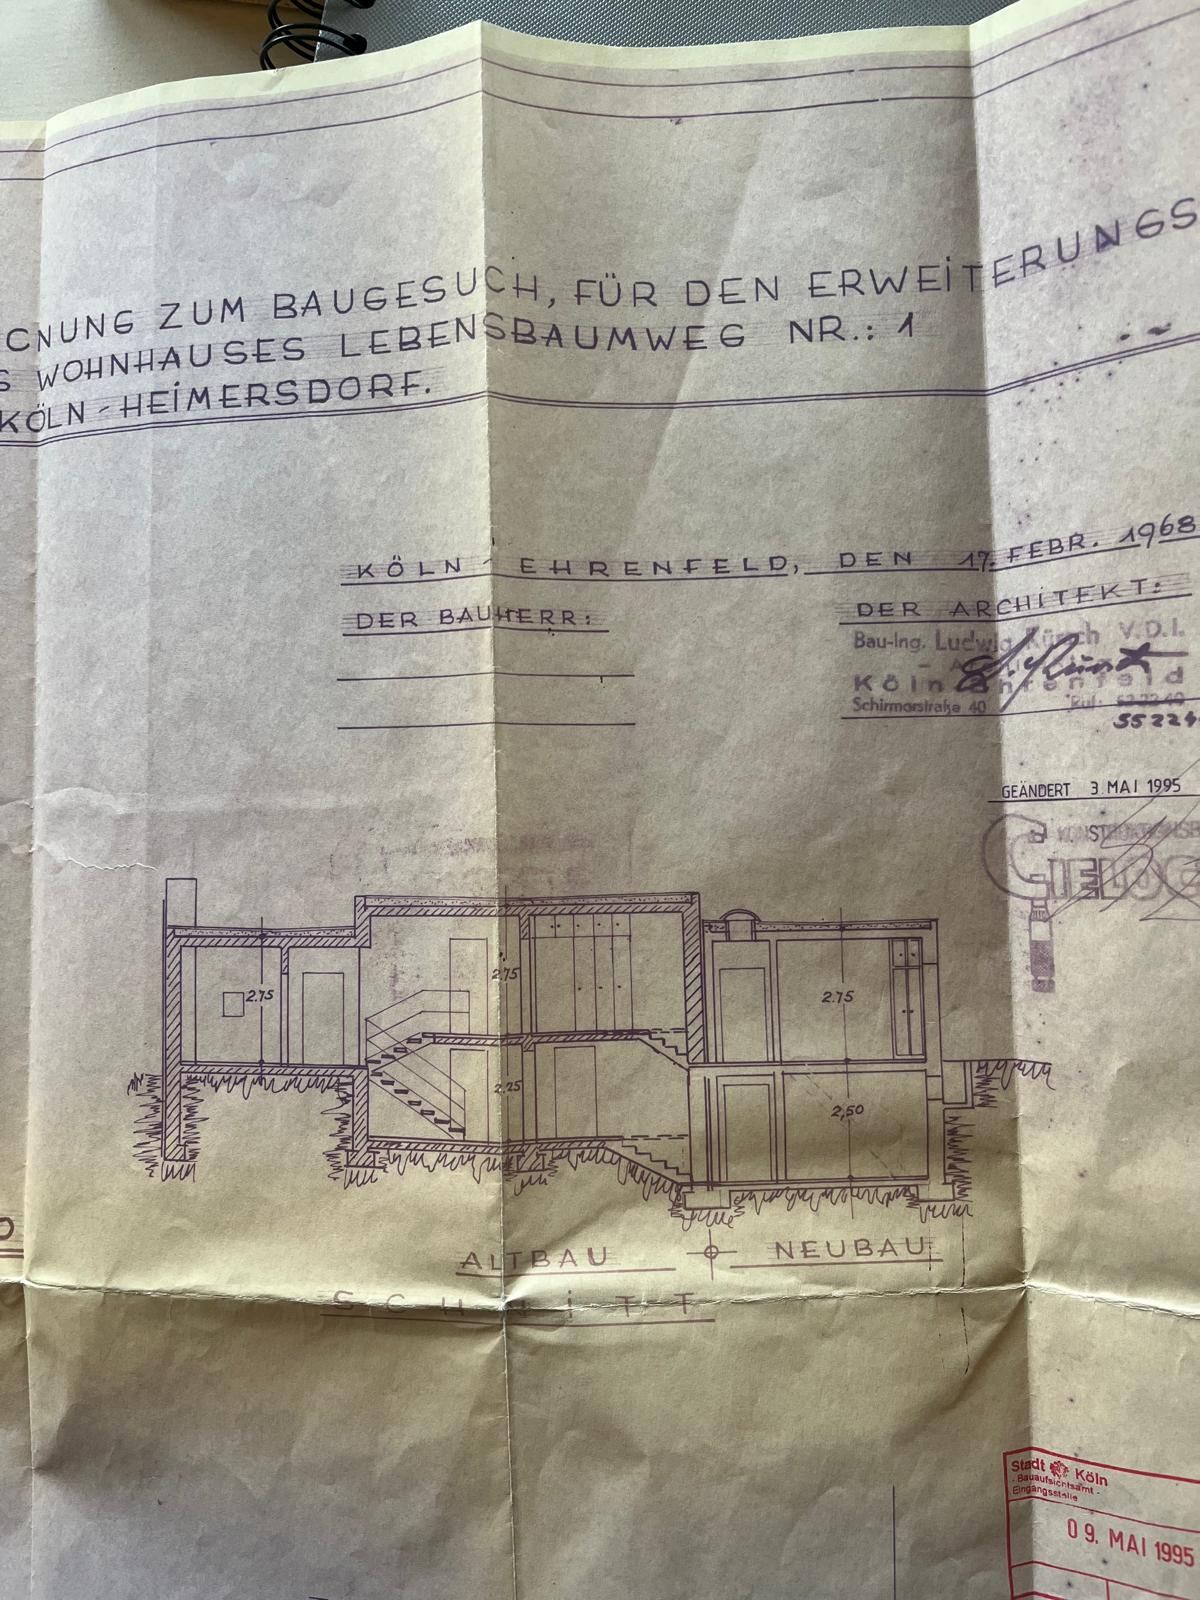 CNUNG ZUM BAUGESUCH, FÜR DEN ERWEITERUNGS
S WOHNHAUSES LEBENSBAUMWEG NR.: 1
KÖLN-HEIMERSDORF.
KÖLN-EHRENFELD, DEN 17. FEBR. 1968
DER BAUHERR:
DER ARCHITEKT:
Bau-Ing. Ludwig Kürsch V.D.I.
Köln Ehrenfeld
Schirmerstraße 40 Ruf:
GEÄNDERT 3. MAI 1995
2.75
2.75
2.75
2.25
2,50
ALTBAU NEUBAU
SCHNITT
Stadt Köln
- Bauaufsichtsamt -
Eingangsstelle
09. MAI 1995